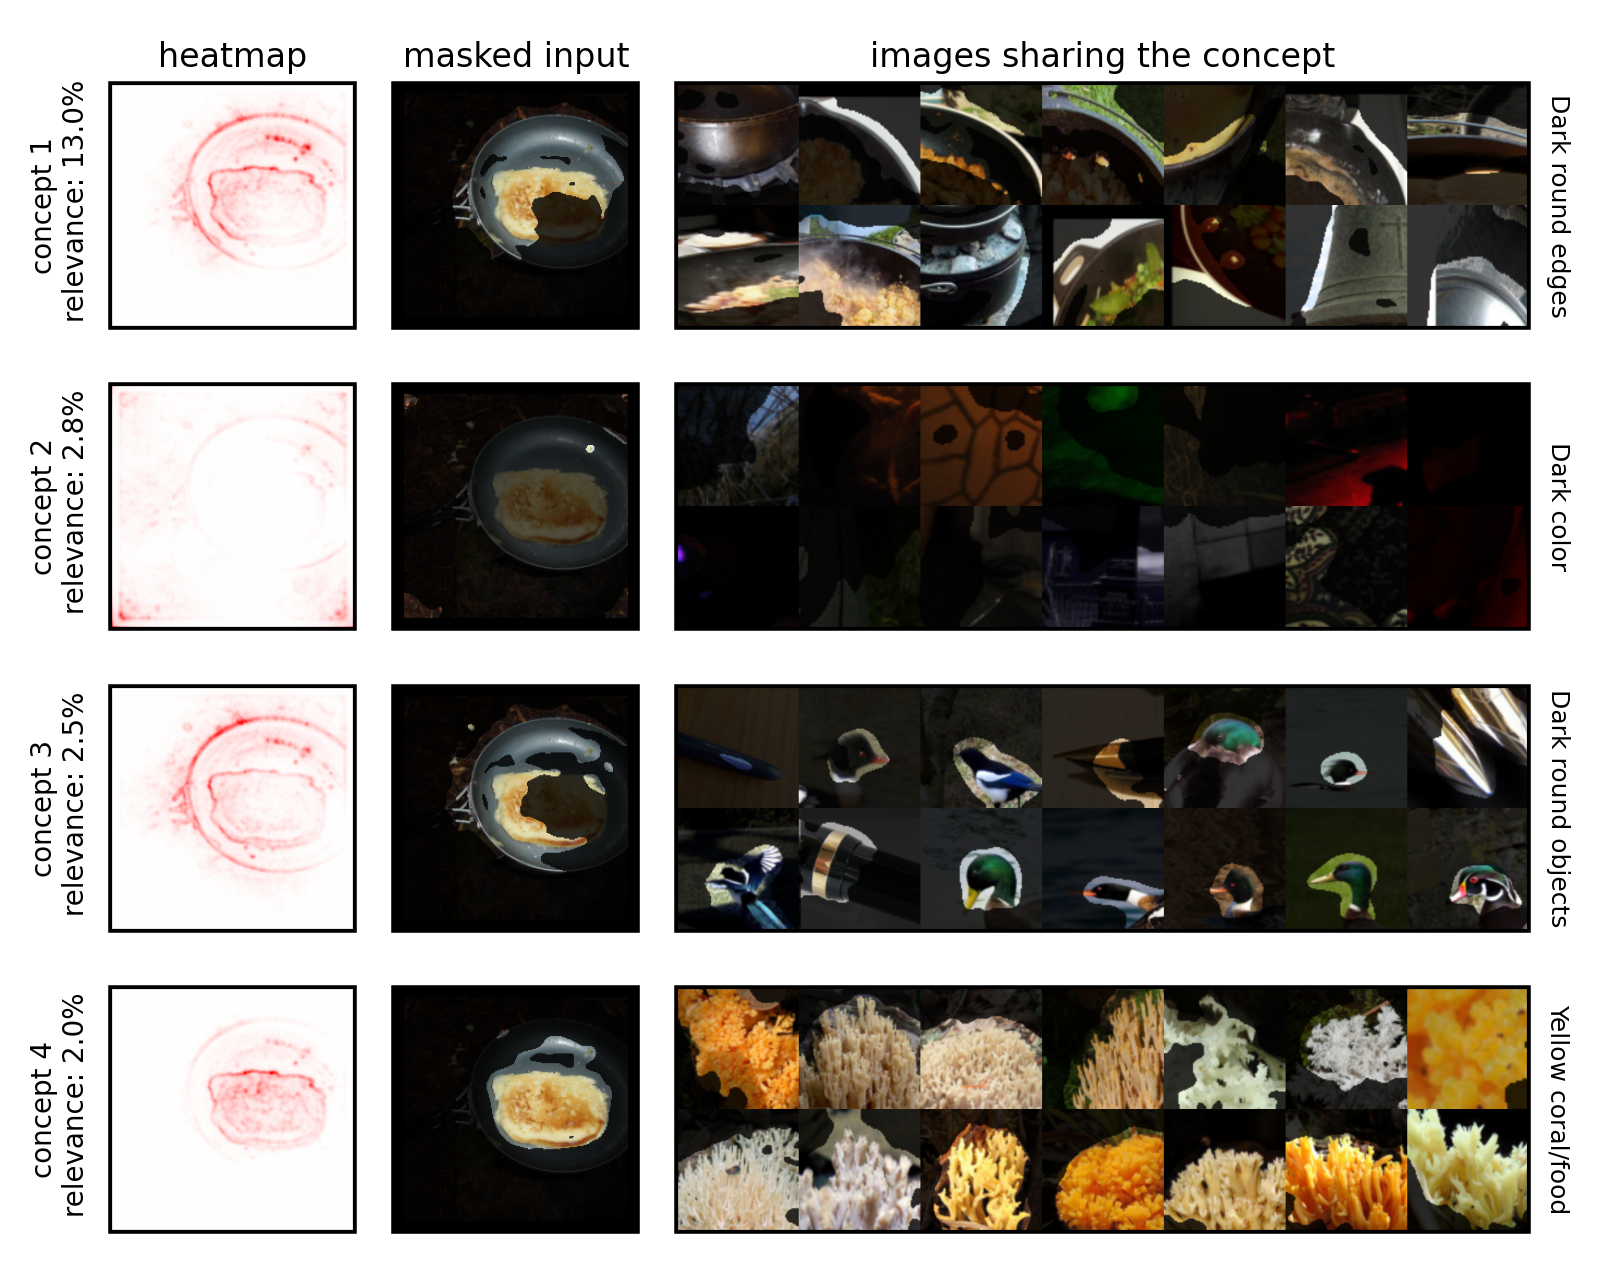 heatmap
masked input
images sharing the concept
concept 1
relevance: 13.0%
Dark round edges
concept 2
relevance: 2.8%
Dark color
concept 3
relevance: 2.5%
Dark round objects
concept 4
relevance: 2.0%
Yellow coral/food